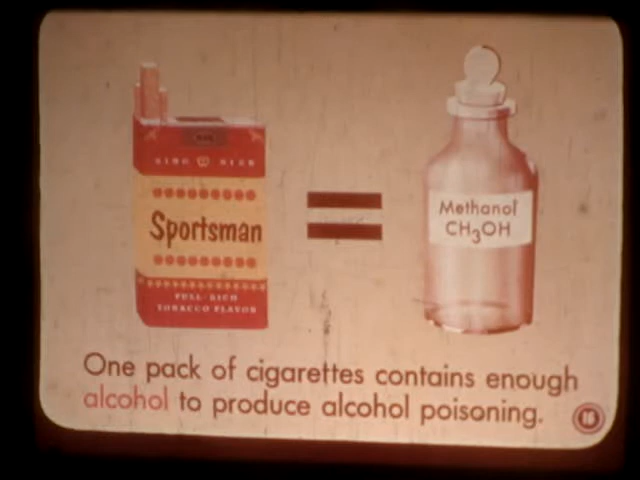 KING SIZE
Sportsman
FULL-RICH
TOBACCO FLAVOR
Methanol
CH3OH
One pack of cigarettes contains enough
alcohol to produce alcohol poisoning.